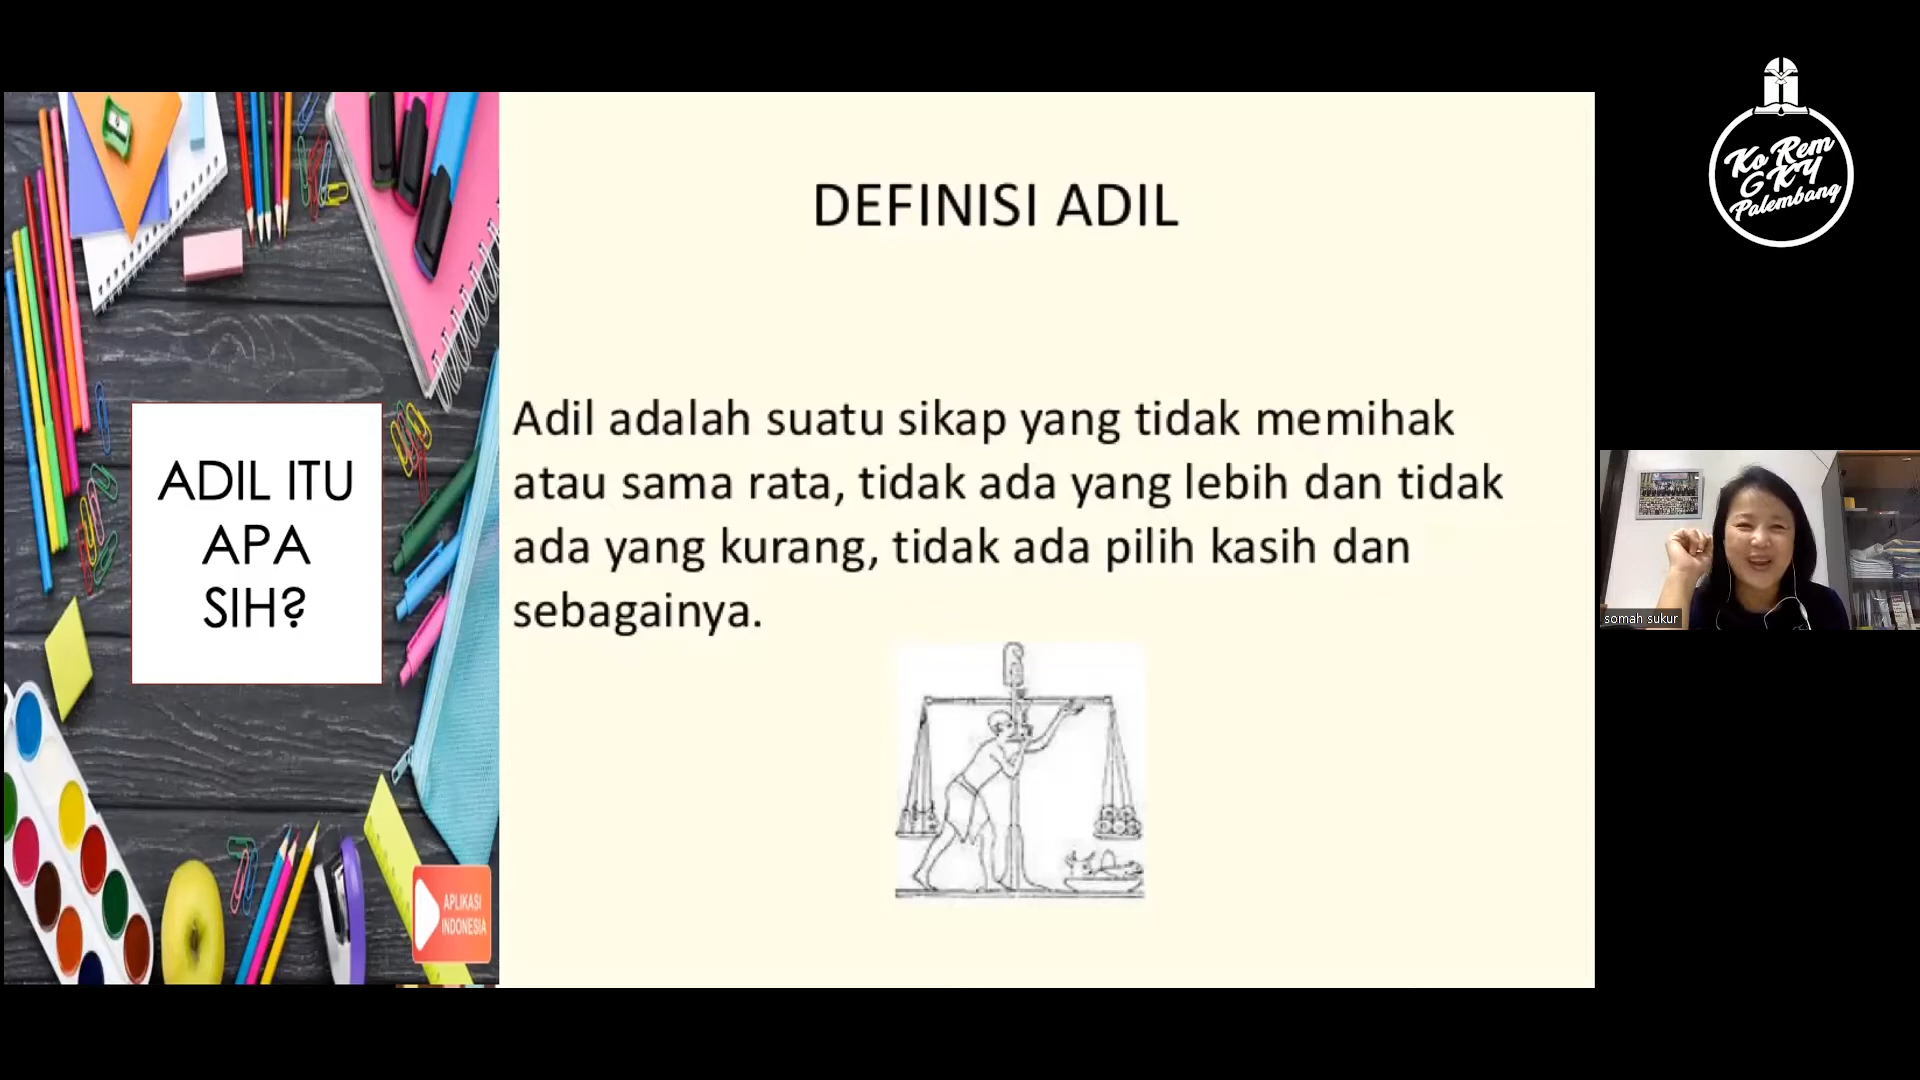 ADIL ITU
APA
SIH?
APLIKASI
INDONESIA
DEFINISI ADIL
Adil adalah suatu sikap yang tidak memihak
atau sama rata, tidak ada yang lebih dan tidak
ada yang kurang, tidak ada pilih kasih dan
sebagainya.
Ko Rem
GKY
Palembang
somah sukur